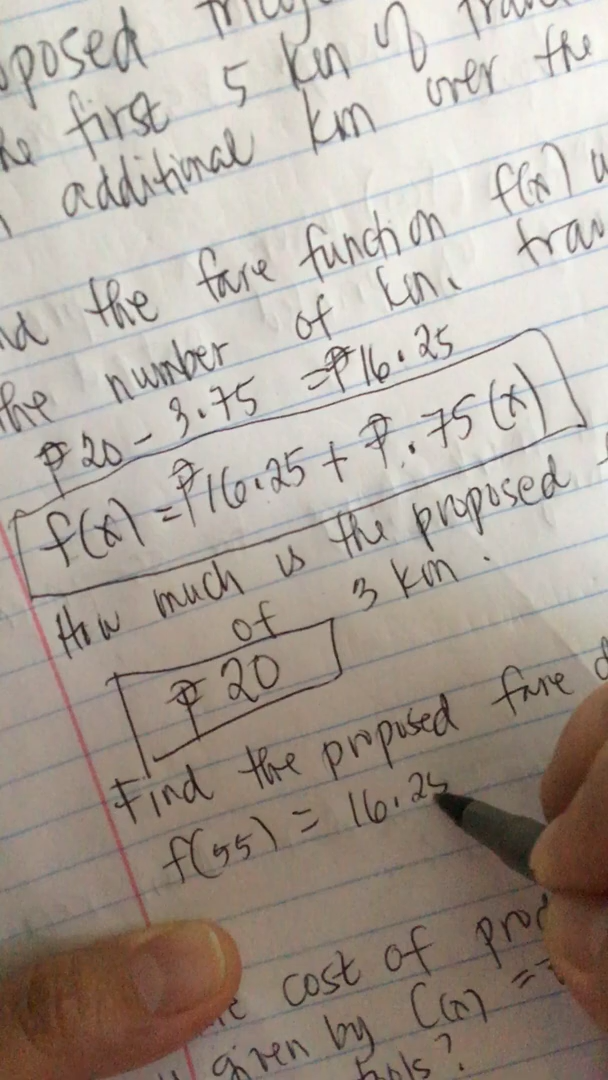 posed
the first 5 km of
additional km over the
the fare function f(x)
the number of km.
₱20 - 3.75 = ₱16.25
f(x) = ₱16.25 + ₱.75(x)
How much is the proposed
of 3 km.
₱20
Find the proposed fare
f(55) = 16.25
cost of
given by C(x) =